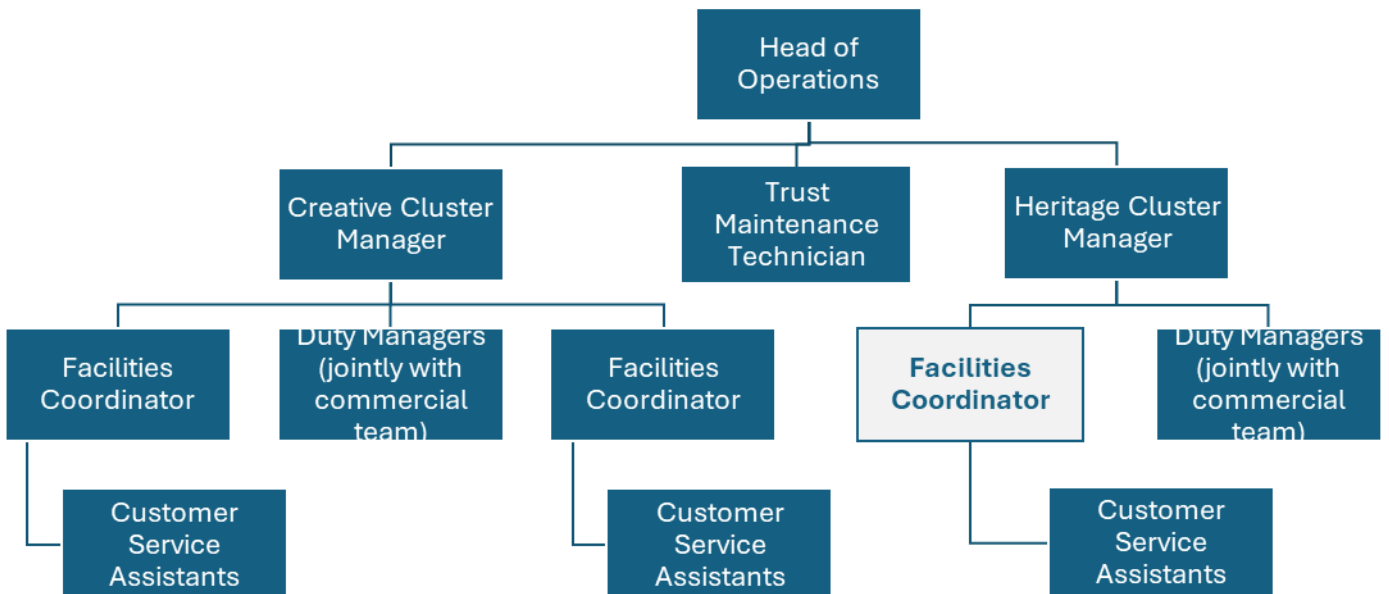 Head of
Operations
Creative Cluster
Manager
Trust
Maintenance
Technician
Heritage Cluster
Manager
Facilities
Coordinator
Duty Managers
(jointly with
commercial
team)
Facilities
Coordinator
Facilities
Coordinator
Duty Managers
(jointly with
commercial
team)
Customer
Service
Assistants
Customer
Service
Assistants
Customer
Service
Assistants